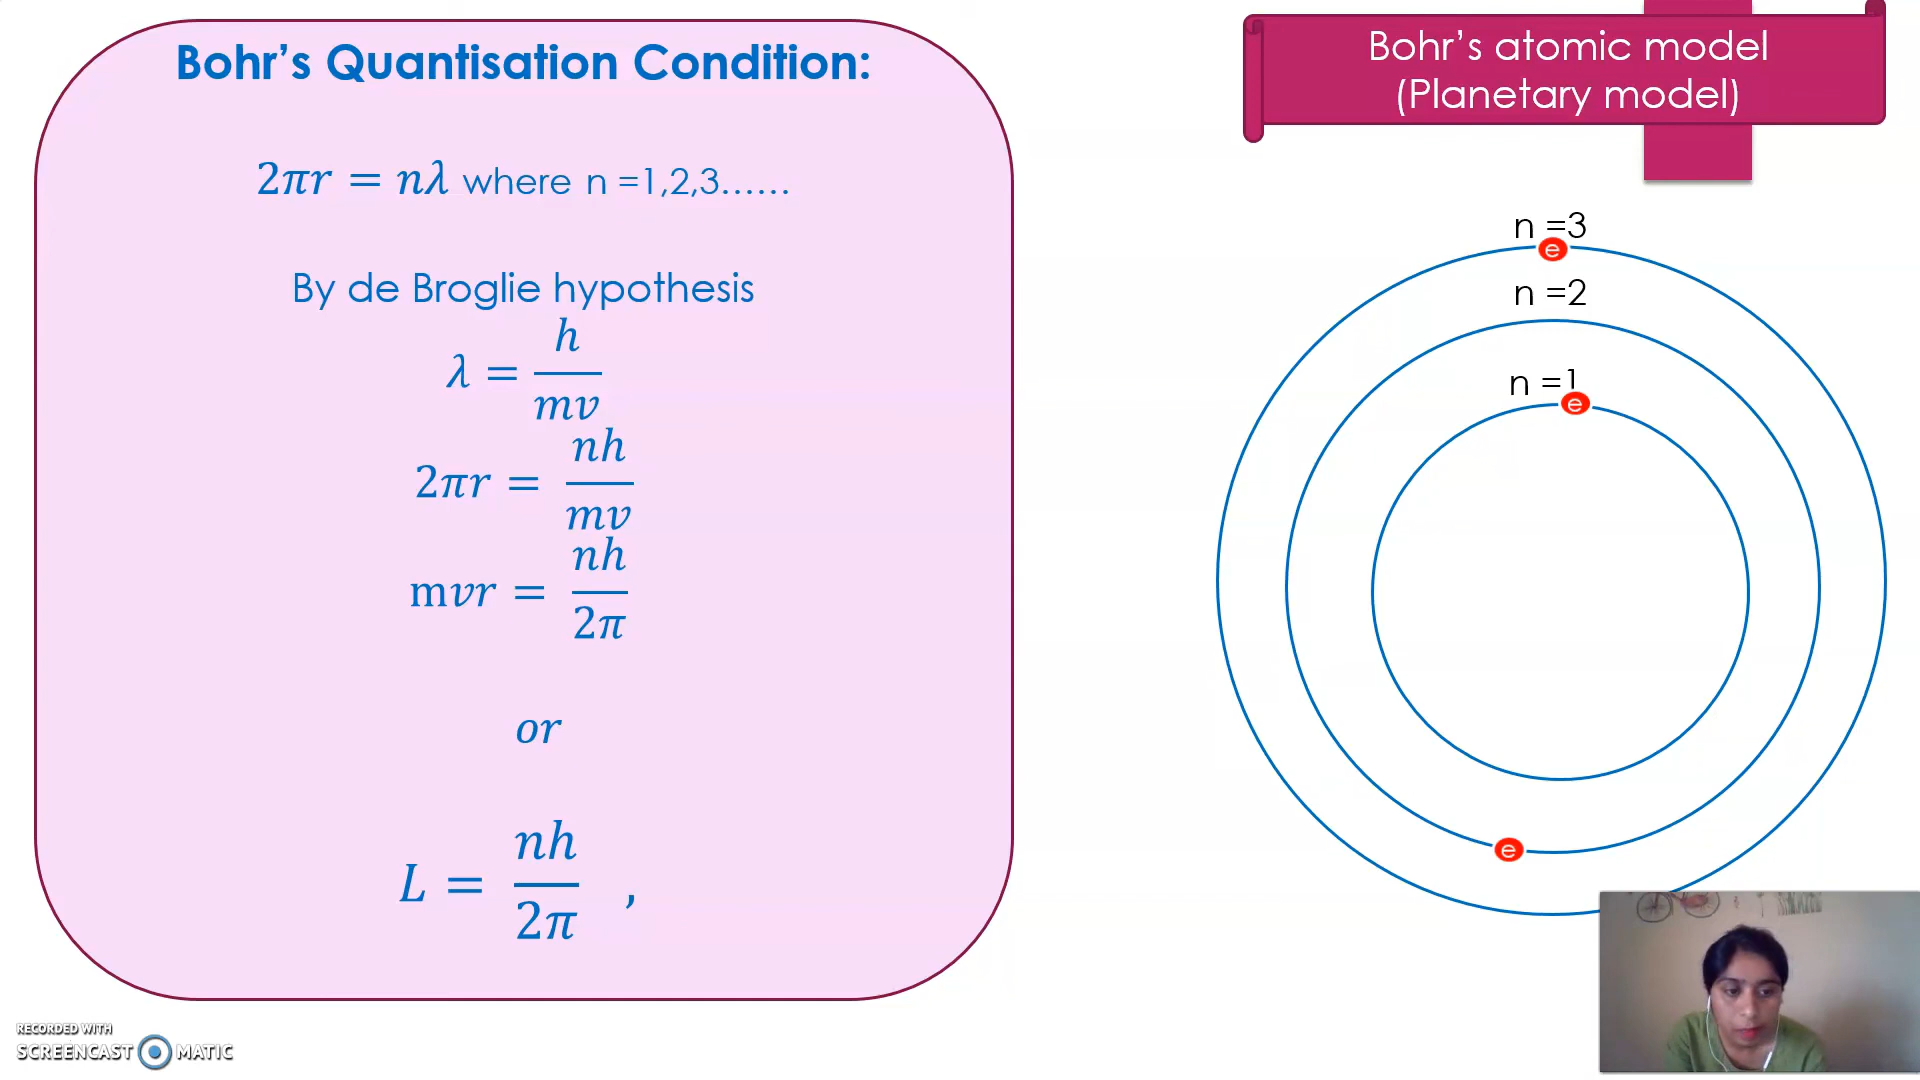 Bohr’s Quantisation Condition:
2πr = nλ where n =1,2,3......
By de Broglie hypothesis
λ = h/mv
2πr = nh/mv
mvr = nh/2π
or
L = nh/2π ,
Bohr’s atomic model
(Planetary model)
n =3
e
n =2
n =1
e
e
RECORDED WITH
SCREENCAST MATIC